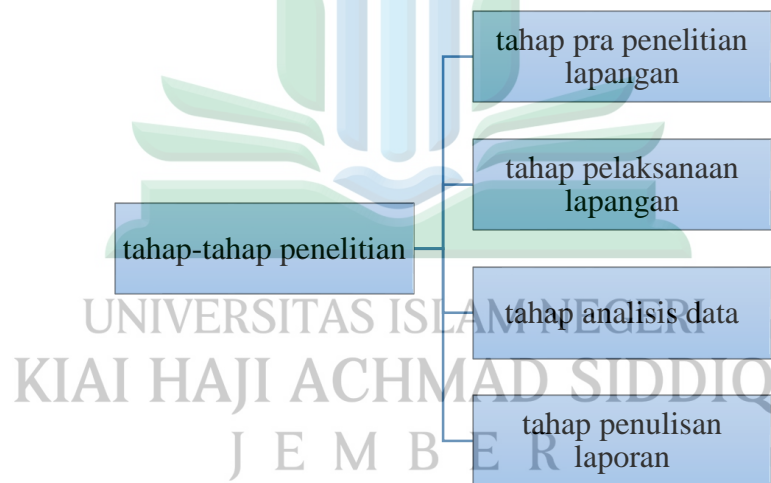 tahap pra penelitian
lapangan
tahap pelaksanaan
lapangan
tahap-tahap penelitian
tahap analisis data
UNIVERSITAS ISLAM NEGERI
KIAI HAJI ACHMAD SIDDIQ
tahap penulisan
laporan
JEMBER